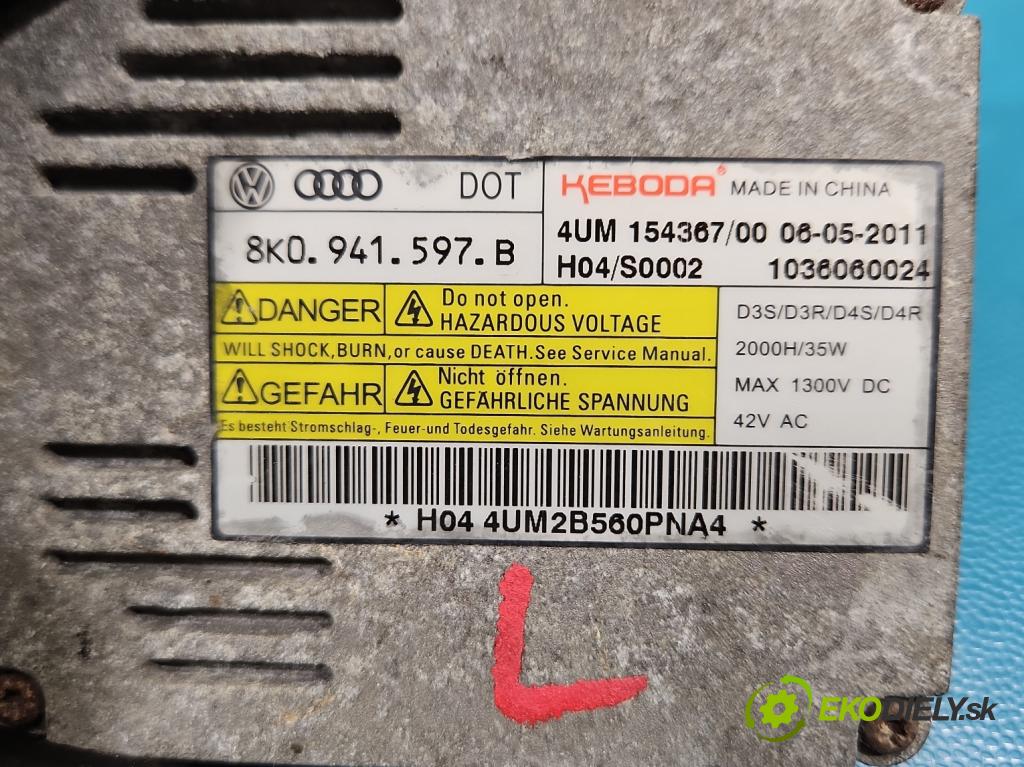 DOT
KEBODA® MADE IN CHINA
8K0.941.597.B
4UM 154367/00 06-05-2011
H04/S0002 1036060024
DANGER
Do not open.
HAZARDOUS VOLTAGE
WILL SHOCK,BURN,or cause DEATH.See Service Manual.
GEFAHR
Nicht öffnen.
GEFÄHRLICHE SPANNUNG
Es besteht Stromschlag-, Feuer-und Todesgefahr. Siehe Wartungsanleitung.
D3S/D3R/D4S/D4R
2000H/35W
MAX 1300V DC
42V AC
* H04 4UM2B560PNA4 *
L
EKODIELY.sk